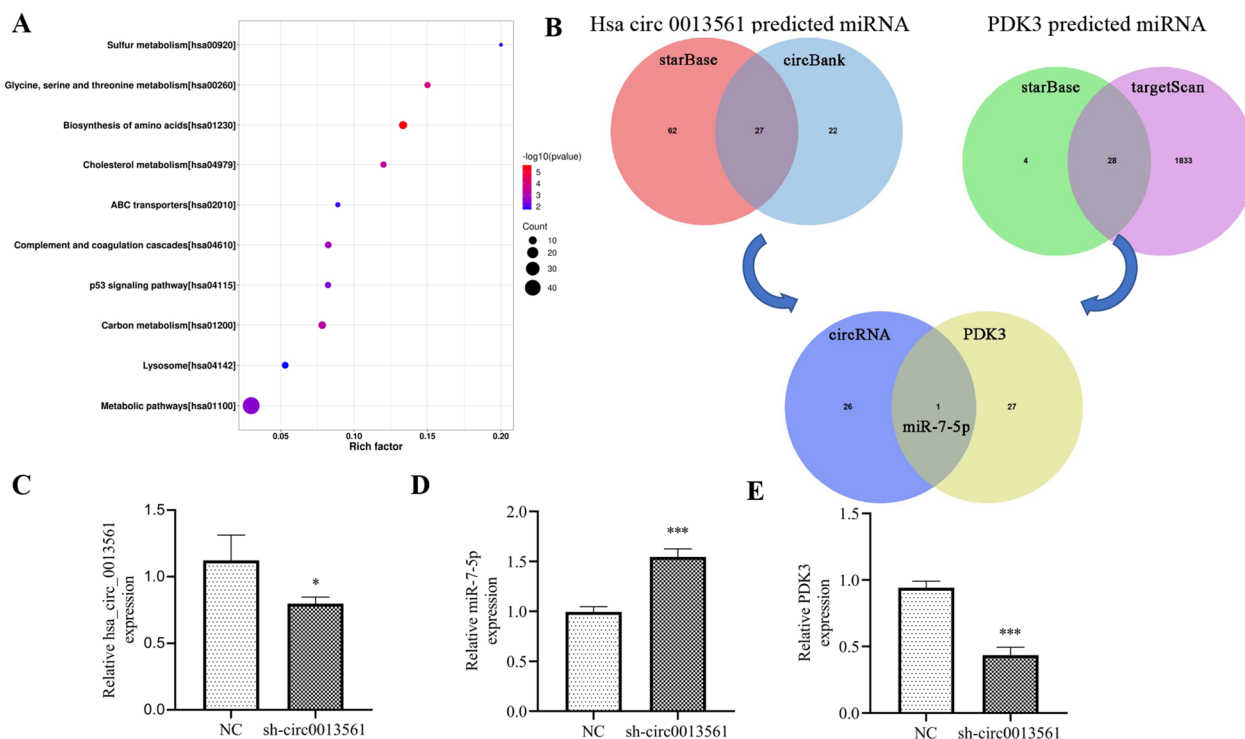 A
Sulfur metabolism[hsa00920]
Glycine, serine and threonine metabolism[hsa00260]
Biosynthesis of amino acids[hsa01230]
Cholesterol metabolism[hsa04979]
ABC transporters[hsa02010]
Complement and coagulation cascades[hsa04610]
p53 signaling pathway[hsa04115]
Carbon metabolism[hsa01200]
Lysosome[hsa04142]
Metabolic pathways[hsa01100]
0.05 0.10 0.15 0.20
Rich factor
-log10(pvalue)
5
4
3
2
Count
10
20
30
40
B
Hsa circ 0013561 predicted miRNA
starBase circBank
62 27 22
PDK3 predicted miRNA
starBase targetScan
4 28 1833
circRNA PDK3
26 1 27
miR-7-5p
C
Relative hsa_circ_0013561
expression
1.5
1.0
0.5
0.0
*
NC sh-circ0013561
D
Relative miR-7-5p
expression
2.0
1.5
1.0
0.5
0.0
***
NC sh-circ0013561
E
Relative PDK3
expression
1.5
1.0
0.5
0.0
***
NC sh-circ0013561